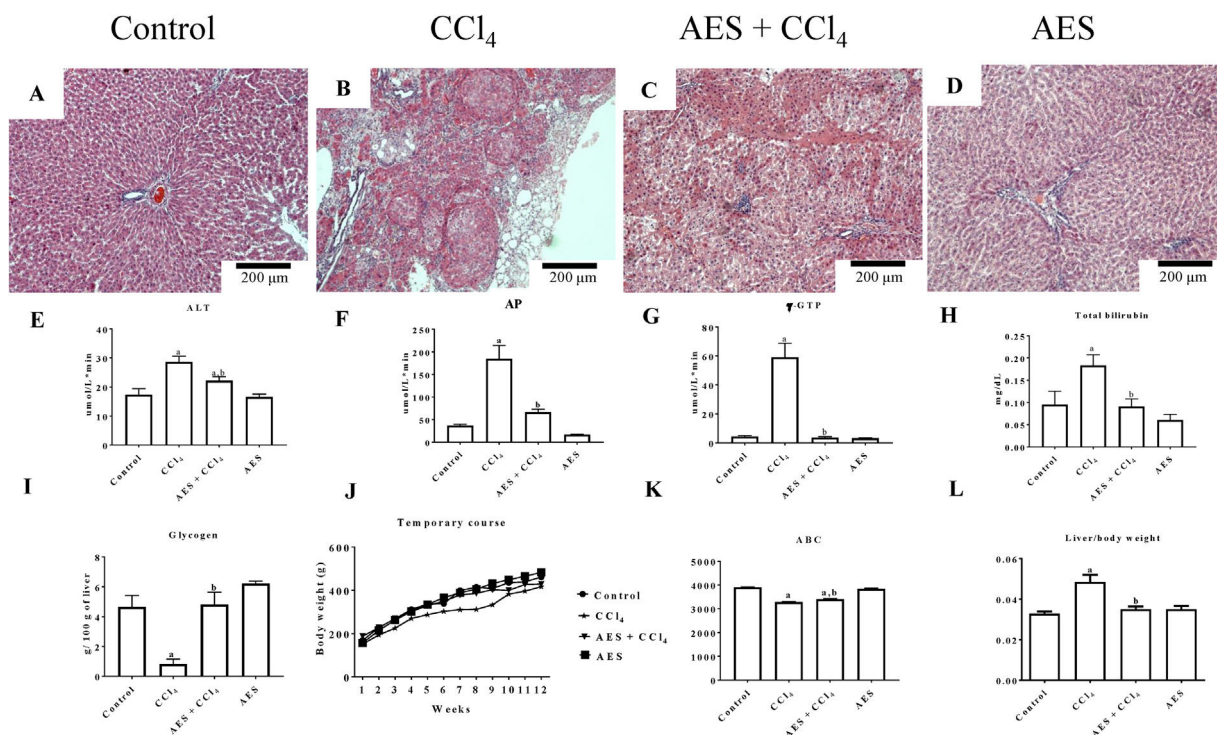 Control CCl₄ AES + CCl₄ AES
A B C D
200 μm 200 μm 200 μm 200 μm
E F G H
ALT
umol/L*min
40
30
20
10
0
a
a,b
Control CCl₄ AES + CCl₄ AES
AP
umol/L*min
250
200
150
100
50
0
a
b
Control CCl₄ AES + CCl₄ AES
γ-GTP
umol/L*min
80
60
40
20
0
a
b
Control CCl₄ AES + CCl₄ AES
Total bilirubin
mg/dL
0.25
0.20
0.15
0.10
0.05
0.00
a
b
Control CCl₄ AES + CCl₄ AES
I J K L
Glycogen
g/100 g of liver
8
6
4
2
0
a
b
Control CCl₄ AES + CCl₄ AES
Temporary course
Body weight (g)
600
400
200
0
1 2 3 4 5 6 7 8 9 10 11 12
Weeks
Control
CCl₄
AES + CCl₄
AES
ABC
5000
4000
3000
2000
1000
0
a
a,b
Control CCl₄ AES + CCl₄ AES
Liver/body weight
0.06
0.04
0.02
0.00
a
b
Control CCl₄ AES + CCl₄ AES